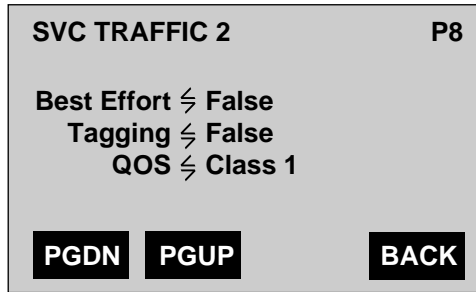 SVC TRAFFIC 2 P8
Best Effort ⇋ False
Tagging ⇋ False
QOS ⇋ Class 1
PGDN PGUP BACK